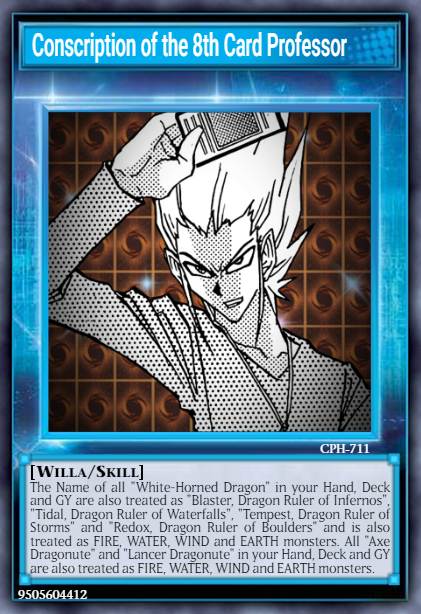 Conscription of the 8th Card Professor
CPH-711
[WILLA/SKILL]
The Name of all "White-Horned Dragon" in your Hand, Deck
and GY are also treated as "Blaster, Dragon Ruler of Infernos",
"Tidal, Dragon Ruler of Waterfalls", "Tempest, Dragon Ruler of
Storms" and "Redox, Dragon Ruler of Boulders" and is also
treated as FIRE, WATER, WIND and EARTH monsters. All "Axe
Dragonute" and "Lancer Dragonute" in your Hand, Deck and GY
are also treated as FIRE, WATER, WIND and EARTH monsters.
9505604412